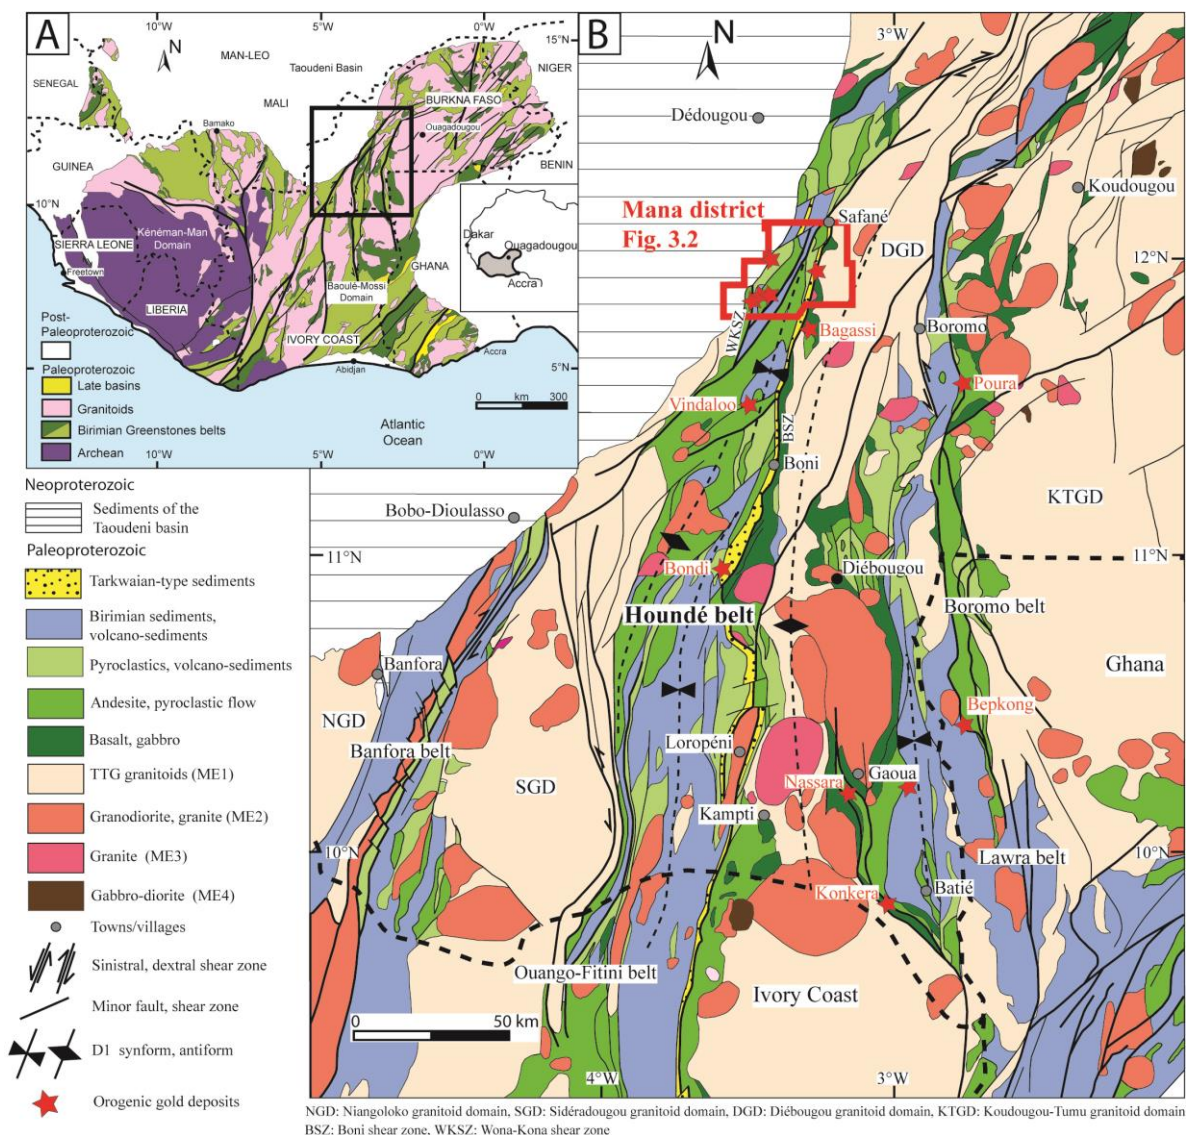 A
10°W
5°W
0°W
N
MAN-LEO
Taoudeni Basin
15°N
NIGER
SENEGAL
MALI
BURKNA FASO
Bamako
Ouagadougou
GUINEA
BENIN
10°N
Kénéman-Man
Domain
SIERRA LEONE
Freetown
LIBERIA
GHANA
Baoulé-Mossi
Domain
IVORY COAST
Abidjan
Accra
Dakar
Ouagadougou
Accra
5°N
0 km 300
Atlantic
Ocean
Post-
Paleoproterozoic
Paleoproterozoic
Late basins
Granitoids
Birimian Greenstones belts
Archean
10°W
5°W
0°W
Neoproterozoic
Sediments of the
Taoudeni basin
Paleoproterozoic
Tarkwaian-type sediments
Birimian sediments,
volcano-sediments
Pyroclastics, volcano-sediments
Andesite, pyroclastic flow
Basalt, gabbro
TTG granitoids (ME1)
Granodiorite, granite (ME2)
Granite (ME3)
Gabbro-diorite (ME4)
Towns/villages
Sinistral, dextral shear zone
Minor fault, shear zone
D1 synform, antiform
Orogenic gold deposits
B
N
3°W
Dédougou
Koudougou
Mana district
Fig. 3.2
Safané
DGD
12°N
WKSZ
Bagassi
Boromo
Poura
Vindaloo
BSZ
Boni
KTGD
Bobo-Dioulasso
11°N
11°N
Bondi
Diébougou
Houndé belt
Boromo belt
Ghana
Banfora
NGD
Banfora belt
Bepkong
Loropéni
SGD
Nassara
Gaoua
Kampti
10°N
10°N
Lawra belt
Konkera
Batié
Ouango-Fitini belt
Ivory Coast
0 50 km
4°W
3°W
NGD: Niangoloko granitoid domain, SGD: Sidéradougou granitoid domain, DGD: Diébougou granitoid domain, KTGD: Koudougou-Tumu granitoid domain
BSZ: Boni shear zone, WKSZ: Wona-Kona shear zone